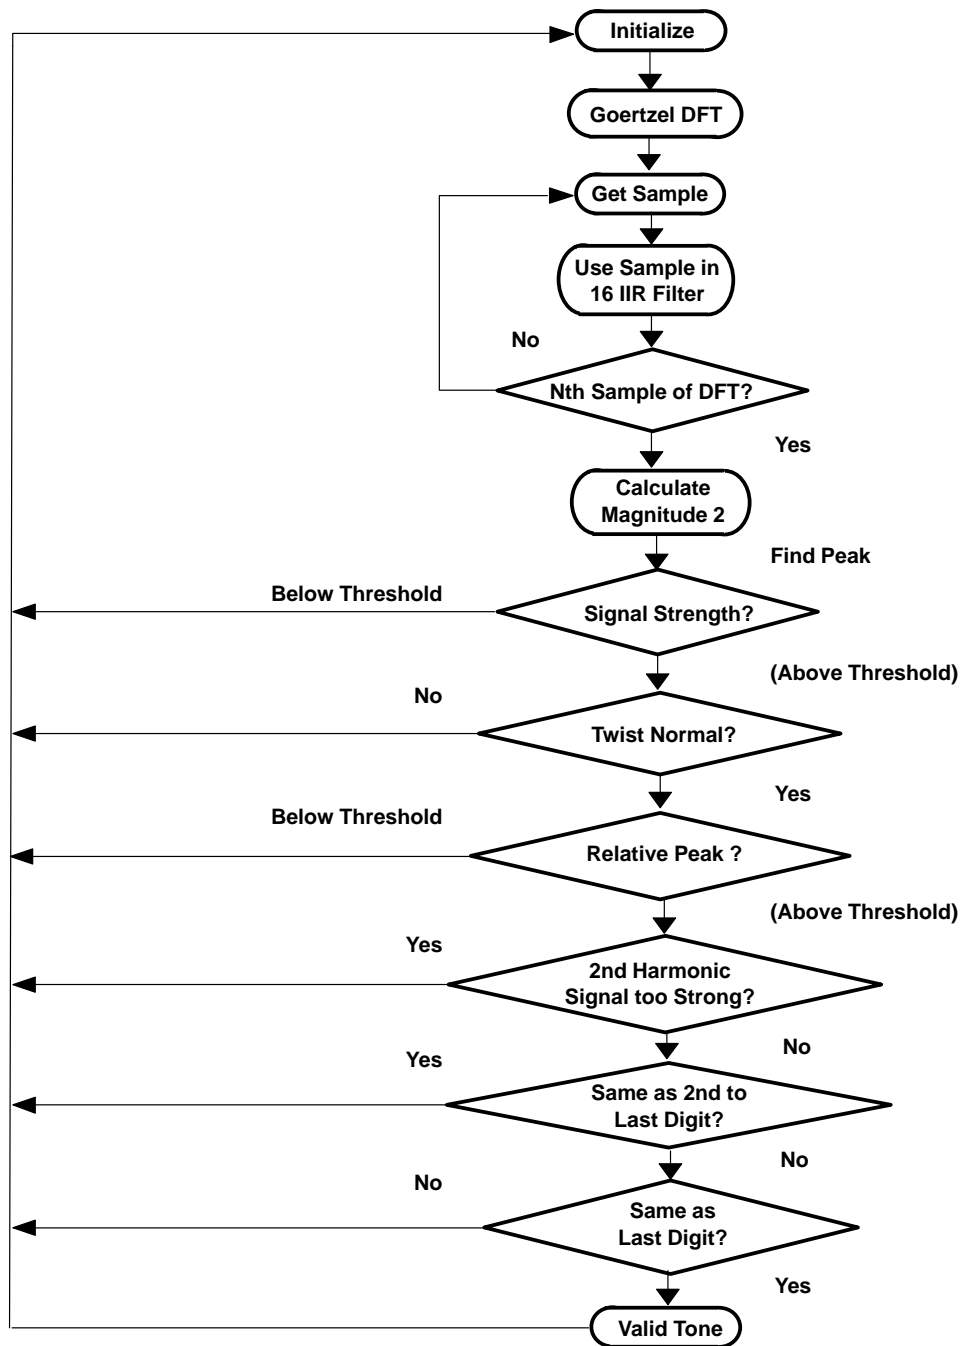 Initialize
Goertzel DFT
Get Sample
Use Sample in
16 IIR Filter
No
Nth Sample of DFT?
Yes
Calculate
Magnitude 2
Find Peak
Below Threshold
Signal Strength?
(Above Threshold)
No
Twist Normal?
Yes
Below Threshold
Relative Peak ?
(Above Threshold)
Yes
2nd Harmonic
Signal too Strong?
No
Yes
Same as 2nd to
Last Digit?
No
No
Same as
Last Digit?
Yes
Valid Tone